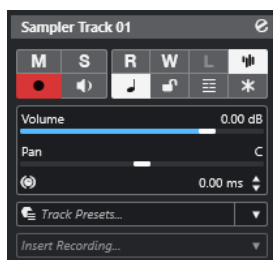 Sampler Track 01
M S R W L
Volume 0.00 dB
Pan C
0.00 ms
Track Presets...
Insert Recording...